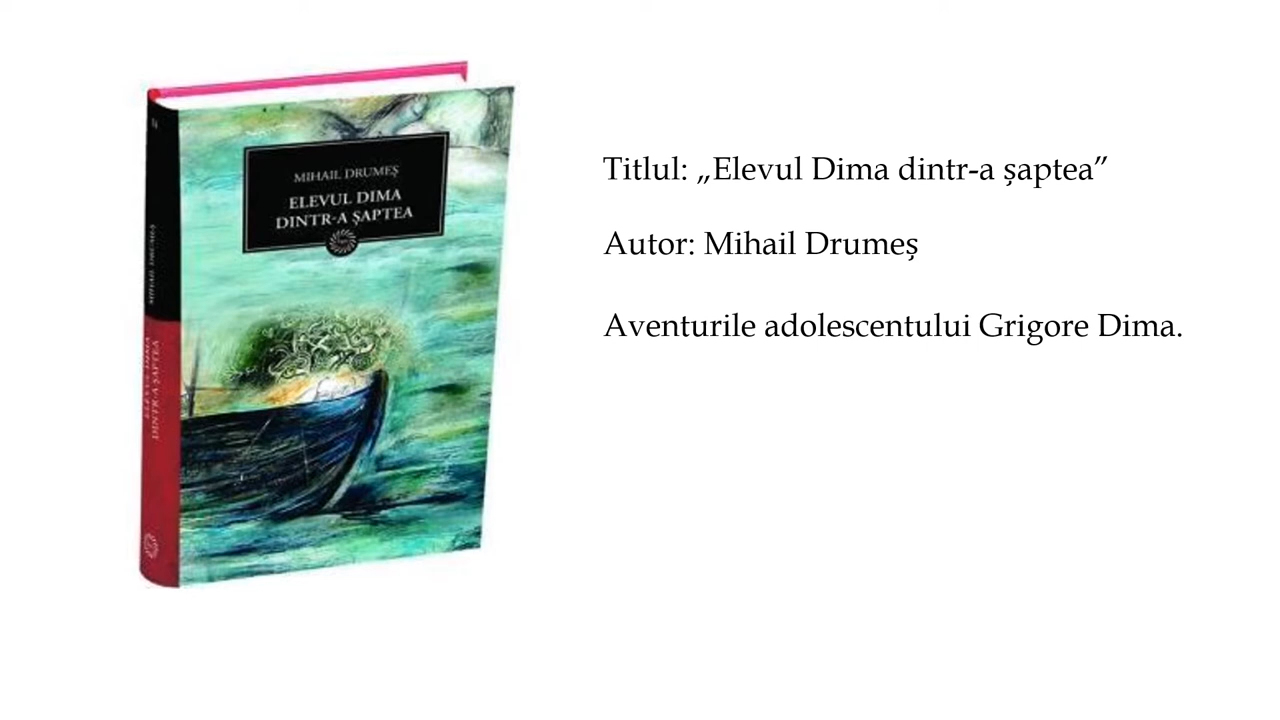 MIHAIL DRUMEȘ
ELEVUL DIMA
DINTR-A ȘAPTEA
MIHAIL DRUMEȘ
ELEVUL DIMA
DINTR-A ȘAPTEA
Titlul: „Elevul Dima dintr-a șaptea”
Autor: Mihail Drumeș
Aventurile adolescentului Grigore Dima.